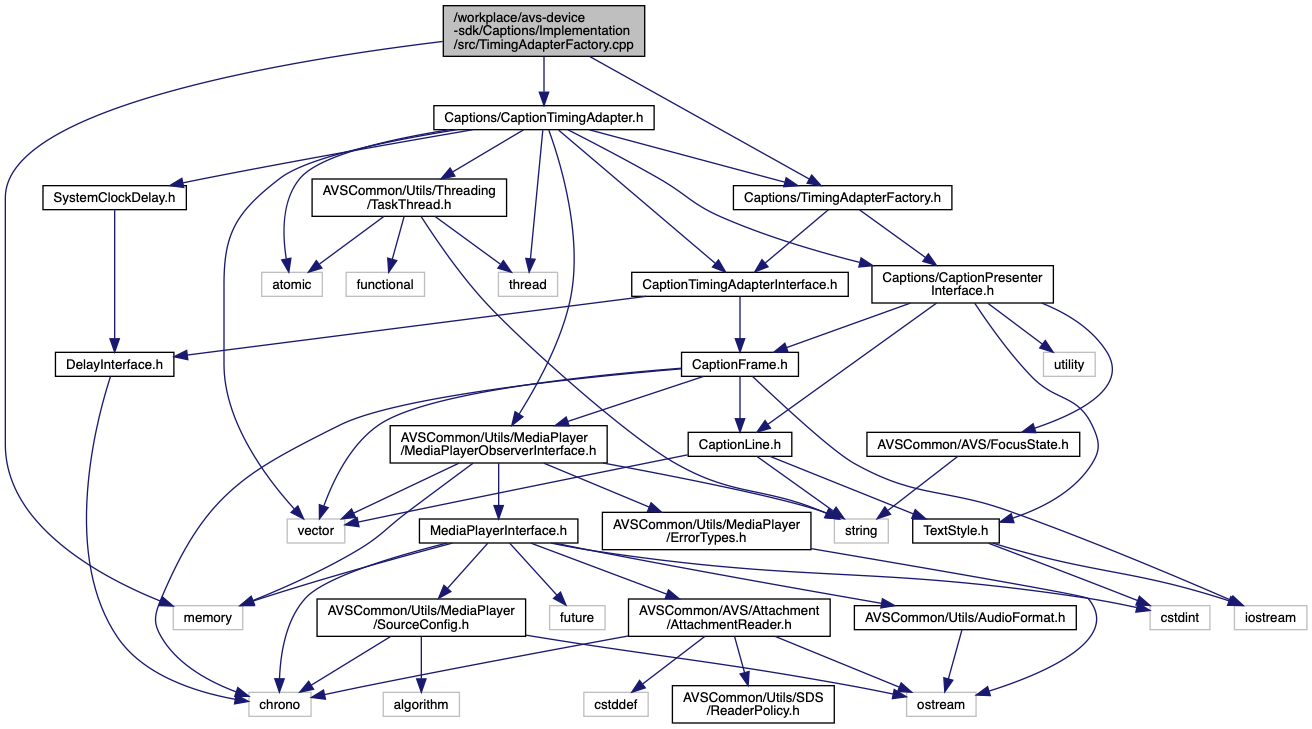 /workplace/avs-device
-sdk/Captions/Implementation
/src/TimingAdapterFactory.cpp
Captions/CaptionTimingAdapter.h
SystemClockDelay.h
AVSCommon/Utils/Threading
/TaskThread.h
Captions/TimingAdapterFactory.h
atomic
functional
thread
CaptionTimingAdapterInterface.h
Captions/CaptionPresenter
Interface.h
DelayInterface.h
CaptionFrame.h
utility
AVSCommon/Utils/MediaPlayer
/MediaPlayerObserverInterface.h
CaptionLine.h
AVSCommon/AVS/FocusState.h
vector
MediaPlayerInterface.h
AVSCommon/Utils/MediaPlayer
/ErrorTypes.h
string
TextStyle.h
memory
AVSCommon/Utils/MediaPlayer
/SourceConfig.h
future
AVSCommon/AVS/Attachment
/AttachmentReader.h
AVSCommon/Utils/AudioFormat.h
cstdint
iostream
chrono
algorithm
cstddef
AVSCommon/Utils/SDS
/ReaderPolicy.h
ostream